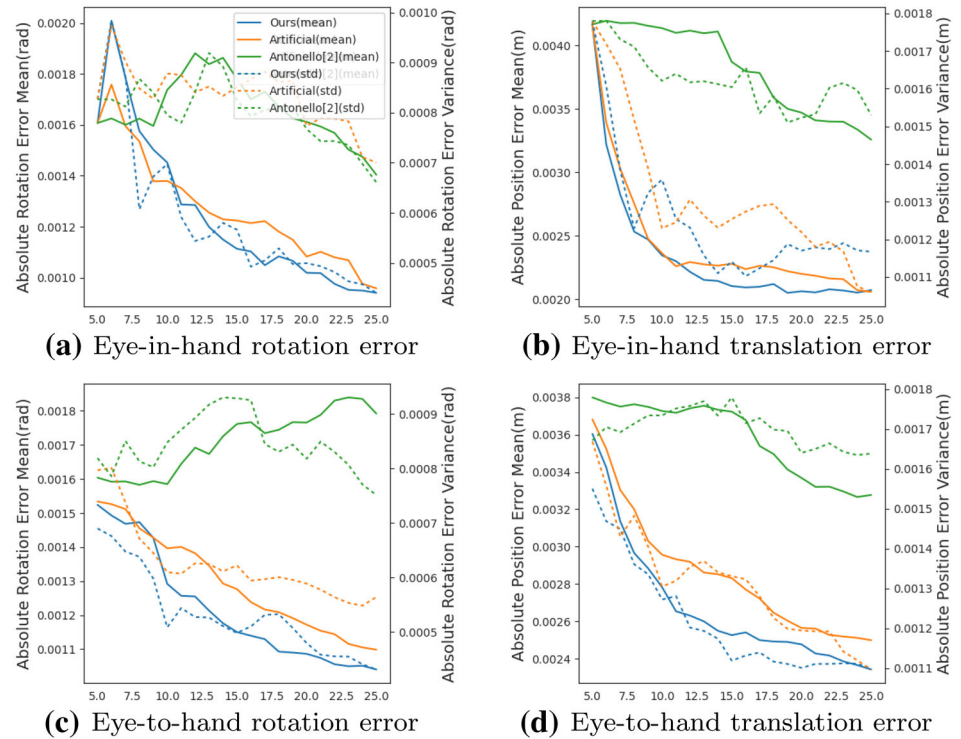 Absolute Rotation Error Mean(rad)
0.0020
0.0018
0.0016
0.0014
0.0012
0.0010
Ours(mean)
Artificial(mean)
Antonello[2](mean)
Ours(std)
Artificial(std)
Antonello[2](std)
0.0010
0.0009
0.0008
0.0007
0.0006
0.0005
Absolute Rotation Error Variance(rad)
5.0 7.5 10.0 12.5 15.0 17.5 20.0 22.5 25.0
(a) Eye-in-hand rotation error
Absolute Position Error Mean(m)
0.0040
0.0035
0.0030
0.0025
0.0020
0.0018
0.0017
0.0016
0.0015
0.0014
0.0013
0.0012
0.0011
Absolute Position Error Variance(m)
5.0 7.5 10.0 12.5 15.0 17.5 20.0 22.5 25.0
(b) Eye-in-hand translation error
Absolute Rotation Error Mean(rad)
0.0018
0.0017
0.0016
0.0015
0.0014
0.0013
0.0012
0.0011
0.0009
0.0008
0.0007
0.0006
0.0005
Absolute Rotation Error Variance(rad)
5.0 7.5 10.0 12.5 15.0 17.5 20.0 22.5 25.0
(c) Eye-to-hand rotation error
Absolute Position Error Mean(m)
0.0038
0.0036
0.0034
0.0032
0.0030
0.0028
0.0026
0.0024
0.0018
0.0017
0.0016
0.0015
0.0014
0.0013
0.0012
0.0011
Absolute Position Error Variance(m)
5.0 7.5 10.0 12.5 15.0 17.5 20.0 22.5 25.0
(d) Eye-to-hand translation error